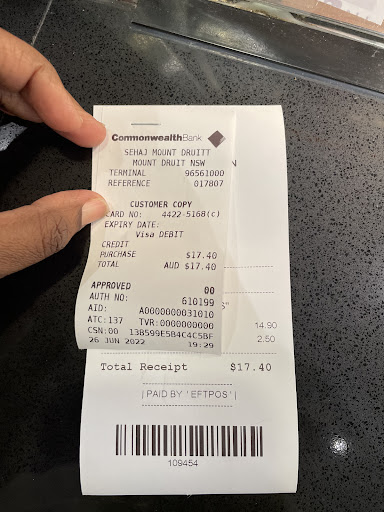 CommonwealthBank
SEHAJ MOUNT DRUITT
MOUNT DRUIT NSW
TERMINAL 96561000
REFERENCE 017807
N
CUSTOMER COPY
CARD NO: 4422-5168(c)
EXPIRY DATE:
Visa DEBIT
CREDIT
PURCHASE $17.40
TOTAL AUD $17.40
APPROVED 00
AUTH NO: 610199
AID: A0000000031010
ATC:137 TVR:0000000000
CSN:00 13B599E5B4C4C5BF
26 JUN 2022 19:29
S"
14.90
2.50
Total Receipt $17.40
| PAID BY 'EFTPOS' |
109454